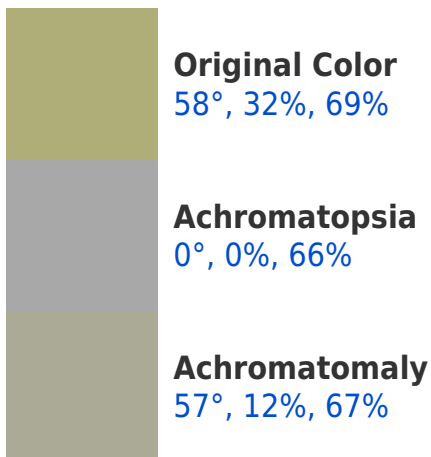 Original Color
58°, 32%, 69%
Achromatopsia
0°, 0%, 66%
Achromatomaly
57°, 12%, 67%